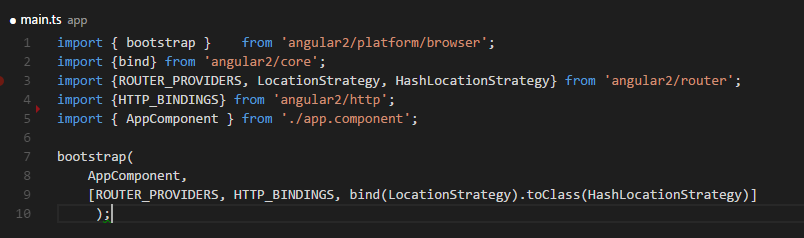 ● main.ts app
1 import { bootstrap }    from 'angular2/platform/browser';
2 import {bind} from 'angular2/core';
3 import {ROUTER_PROVIDERS, LocationStrategy, HashLocationStrategy} from 'angular2/router';
4 import {HTTP_BINDINGS} from 'angular2/http';
5 import { AppComponent } from './app.component';
6
7 bootstrap(
8     AppComponent,
9     [ROUTER_PROVIDERS, HTTP_BINDINGS, bind(LocationStrategy).toClass(HashLocationStrategy)]
10      );